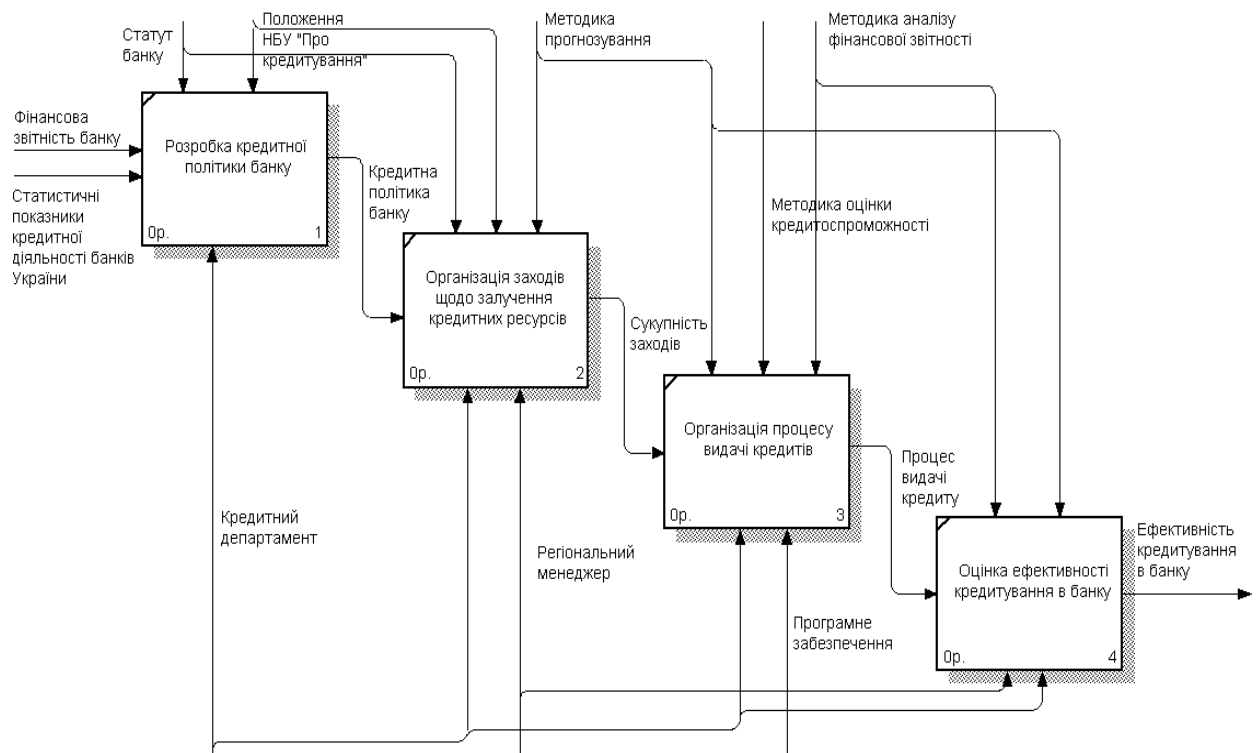 Статут
банку
Положення
НБУ "Про
кредитування"
Методика
прогнозування
Методика аналізу
фінансової звітності
Фінансова
звітність банку
Статистичні
показники
кредитної
діяльності банків
України
Розробка кредитної
політики банку
0р.
1
Кредитна
політика
банку
Методика оцінки
кредитоспроможності
Організація заходів
щодо залучення
кредитних ресурсів
0р.
2
Сукупність
заходів
Організація процесу
видачі кредитів
0р.
3
Процес
видачі
кредиту
Кредитний
департамент
Регіональний
менеджер
Програмне
забезпечення
Оцінка ефективності
кредитування в банку
0р.
4
Ефективність
кредитування
в банку